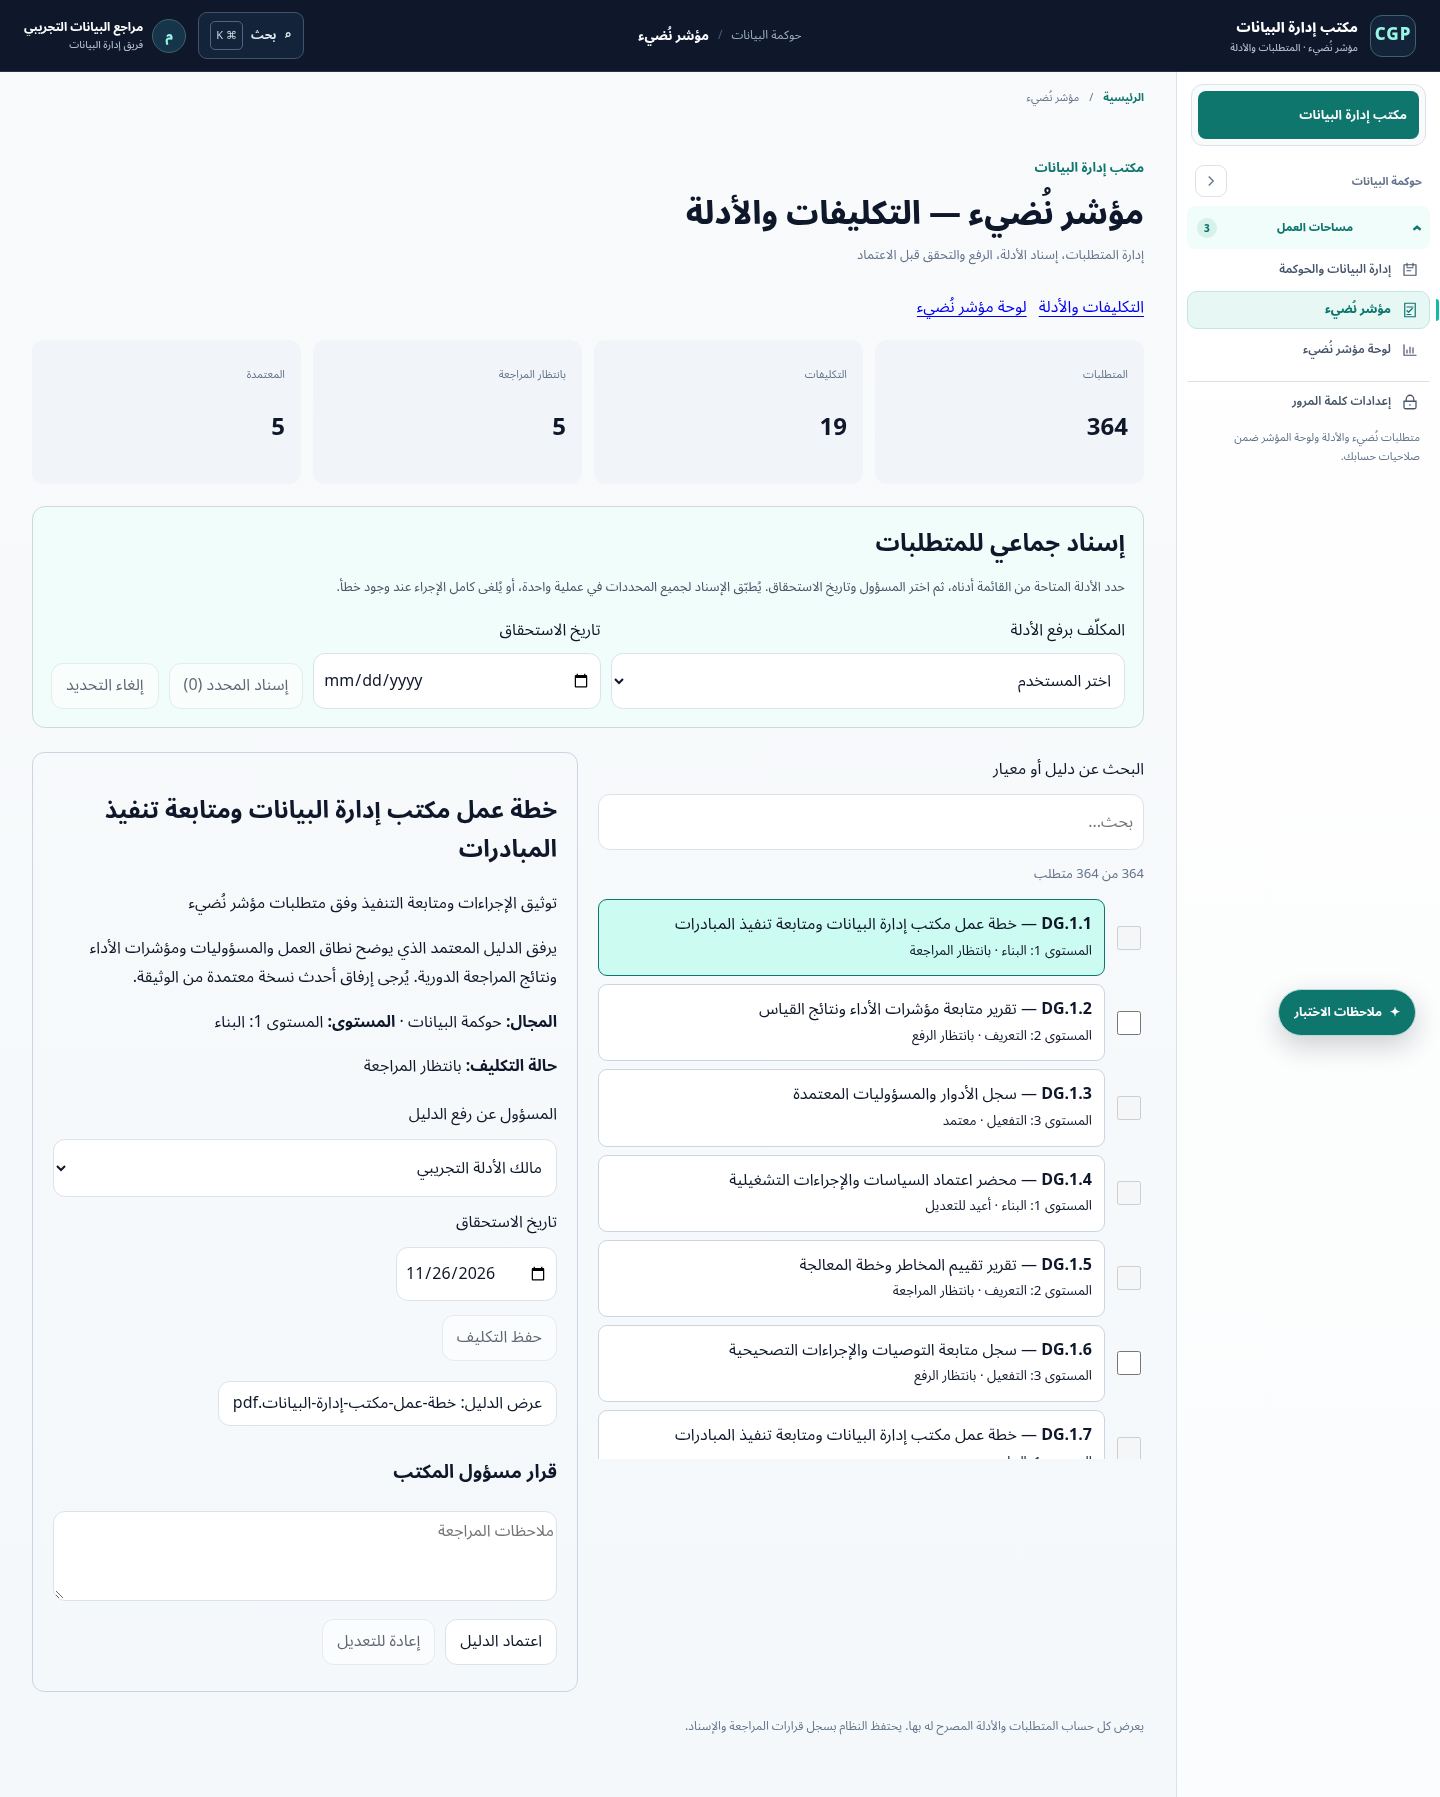 CGP
مكتب إدارة البيانات
مؤشر نُضيء · المتطلبات والأدلة
حوكمة البيانات / مؤشر نُضيء
بحث ⌘ K
م
مراجع البيانات التجريبي
فريق إدارة البيانات
مكتب إدارة البيانات
حوكمة البيانات
مساحات العمل 3
إدارة البيانات والحوكمة
مؤشر نُضيء
لوحة مؤشر نُضيء
إعدادات كلمة المرور
متطلبات نُضيء والأدلة ولوحة المؤشر ضمن
صلاحيات حسابك.
✦ ملاحظات الاختبار
الرئيسية / مؤشر نُضيء
مكتب إدارة البيانات
مؤشر نُضيء — التكليفات والأدلة
إدارة المتطلبات، إسناد الأدلة، الرفع والتحقق قبل الاعتماد
التكليفات والأدلة لوحة مؤشر نُضيء
المتطلبات
364
التكليفات
19
بانتظار المراجعة
5
المعتمدة
5
إسناد جماعي للمتطلبات
حدد الأدلة المتاحة من القائمة أدناه، ثم اختر المسؤول وتاريخ الاستحقاق. يُطبّق الإسناد لجميع المحددات في عملية واحدة، أو يُلغى كامل الإجراء عند وجود خطأ.
المكلّف برفع الأدلة
اختر المستخدم
تاريخ الاستحقاق
mm/dd/yyyy
إسناد المحدد (0)
إلغاء التحديد
البحث عن دليل أو معيار
بحث...
364 من 364 متطلب
DG.1.1 — خطة عمل مكتب إدارة البيانات ومتابعة تنفيذ المبادرات
المستوى 1: البناء · بانتظار المراجعة
DG.1.2 — تقرير متابعة مؤشرات الأداء ونتائج القياس
المستوى 2: التعريف · بانتظار الرفع
DG.1.3 — سجل الأدوار والمسؤوليات المعتمدة
المستوى 3: التفعيل · معتمد
DG.1.4 — محضر اعتماد السياسات والإجراءات التشغيلية
المستوى 1: البناء · أعيد للتعديل
DG.1.5 — تقرير تقييم المخاطر وخطة المعالجة
المستوى 2: التعريف · بانتظار المراجعة
DG.1.6 — سجل متابعة التوصيات والإجراءات التصحيحية
المستوى 3: التفعيل · بانتظار الرفع
DG.1.7 — خطة عمل مكتب إدارة البيانات ومتابعة تنفيذ المبادرات
خطة عمل مكتب إدارة البيانات ومتابعة تنفيذ
المبادرات
توثيق الإجراءات ومتابعة التنفيذ وفق متطلبات مؤشر نُضيء
يرفق الدليل المعتمد الذي يوضح نطاق العمل والمسؤوليات ومؤشرات الأداء
ونتائج المراجعة الدورية. يُرجى إرفاق أحدث نسخة معتمدة من الوثيقة.
المجال: حوكمة البيانات · المستوى: المستوى 1: البناء
حالة التكليف: بانتظار المراجعة
المسؤول عن رفع الدليل
مالك الأدلة التجريبي
تاريخ الاستحقاق
11/26/2026
حفظ التكليف
عرض الدليل: خطة-عمل-مكتب-إدارة-البيانات.pdf
قرار مسؤول المكتب
ملاحظات المراجعة
اعتماد الدليل
إعادة للتعديل
يعرض كل حساب المتطلبات والأدلة المصرح له بها. يحتفظ النظام بسجل قرارات المراجعة والإسناد.